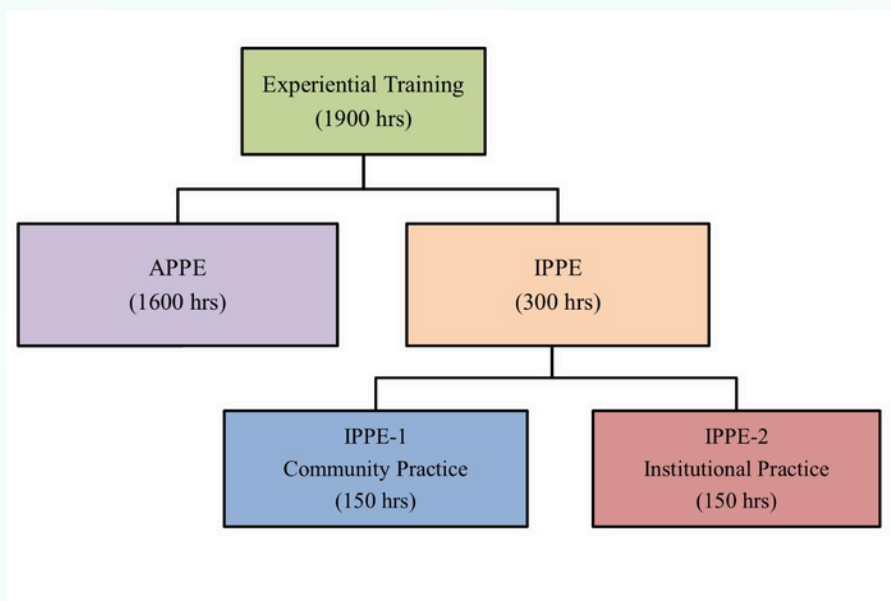 Experiential Training
(1900 hrs)
APPE
(1600 hrs)
IPPE
(300 hrs)
IPPE-1
Community Practice
(150 hrs)
IPPE-2
Institutional Practice
(150 hrs)